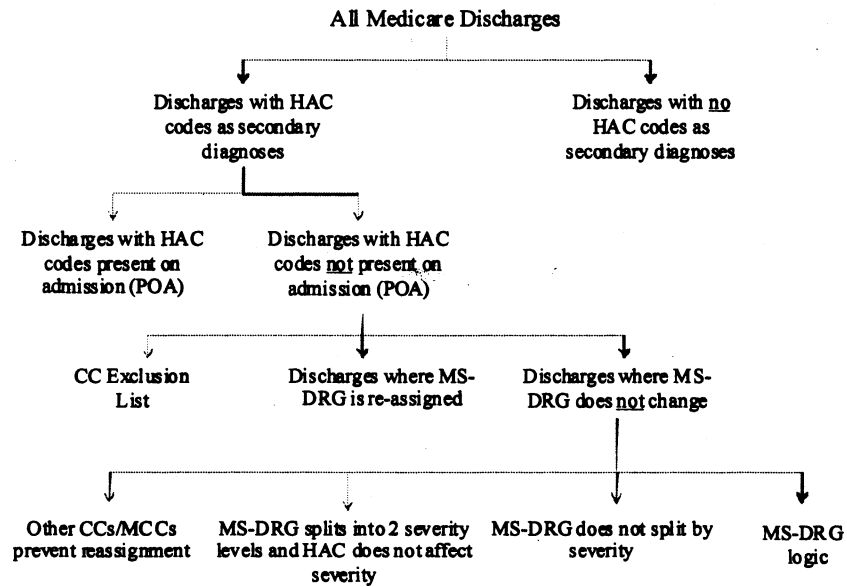 All Medicare Discharges
Discharges with HAC
codes as secondary
diagnoses
Discharges with no
HAC codes as
secondary diagnoses
Discharges with HAC
codes present on
admission (POA)
Discharges with HAC
codes not present on
admission (POA)
CC Exclusion
List
Discharges where MS-
DRG is re-assigned
Discharges where MS-
DRG does not change
Other CCs/MCCs
prevent reassignment
MS-DRG splits into 2 severity
levels and HAC does not affect
severity
MS-DRG does not split by
severity
MS-DRG
logic